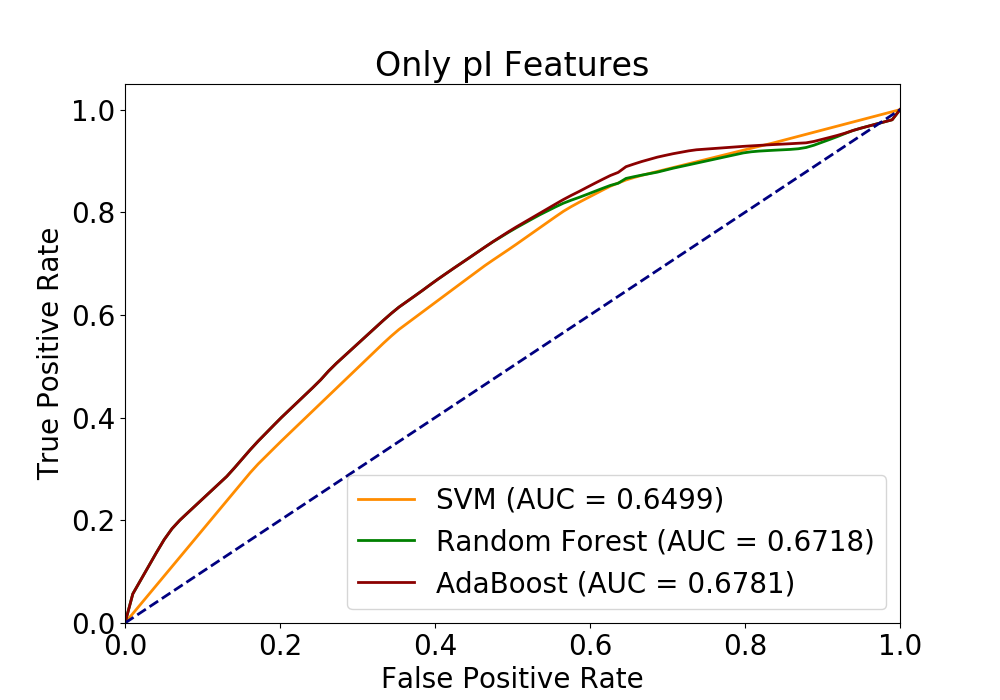 Only pI Features
True Positive Rate
1.0
0.8
0.6
0.4
0.2
0.0
SVM (AUC = 0.6499)
Random Forest (AUC = 0.6718)
AdaBoost (AUC = 0.6781)
0.0 0.2 0.4 0.6 0.8 1.0
False Positive Rate